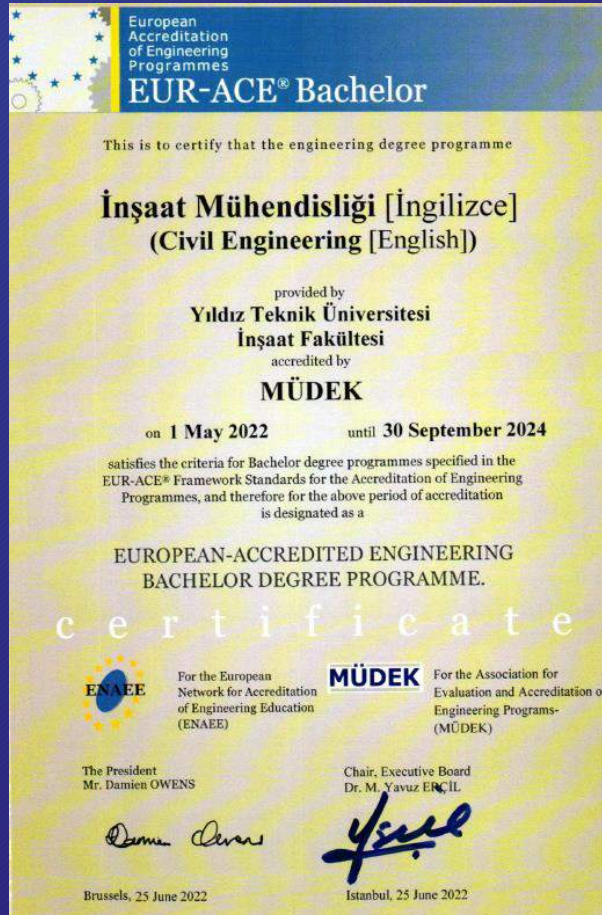 European
Accreditation
of Engineering
Programmes
EUR-ACE® Bachelor
This is to certify that the engineering degree programme
İnşaat Mühendisliği [İngilizce]
(Civil Engineering [English])
provided by
Yıldız Teknik Üniversitesi
İnşaat Fakültesi
accredited by
MÜDEK
on 1 May 2022 until 30 September 2024
satisfies the criteria for Bachelor degree programmes specified in the
EUR-ACE® Framework Standards for the Accreditation of Engineering
Programmes, and therefore for the above period of accreditation
is designated as a
EUROPEAN-ACCREDITED ENGINEERING
BACHELOR DEGREE PROGRAMME.
certificate
ENAEE
For the European
Network for Accreditation
of Engineering Education
(ENAEE)
MÜDEK
For the Association for
Evaluation and Accreditation o
Engineering Programs-
(MÜDEK)
The President
Mr. Damien OWENS
Chair, Executive Board
Dr. M. Yavuz ERÇİL
Damien Owens
Brussels, 25 June 2022
Istanbul, 25 June 2022